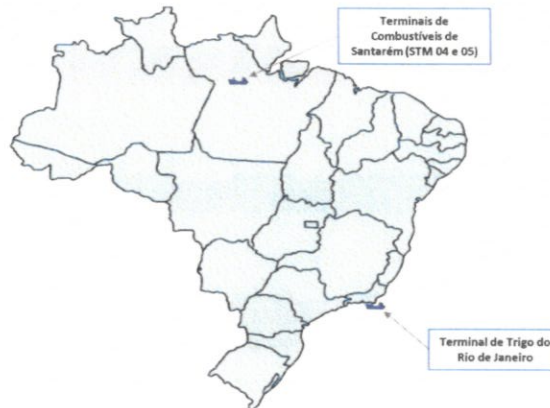 Terminais de
Combustíveis de
Santarém (STM 04 e 05)
Terminal de Trigo do
Rio de Janeiro